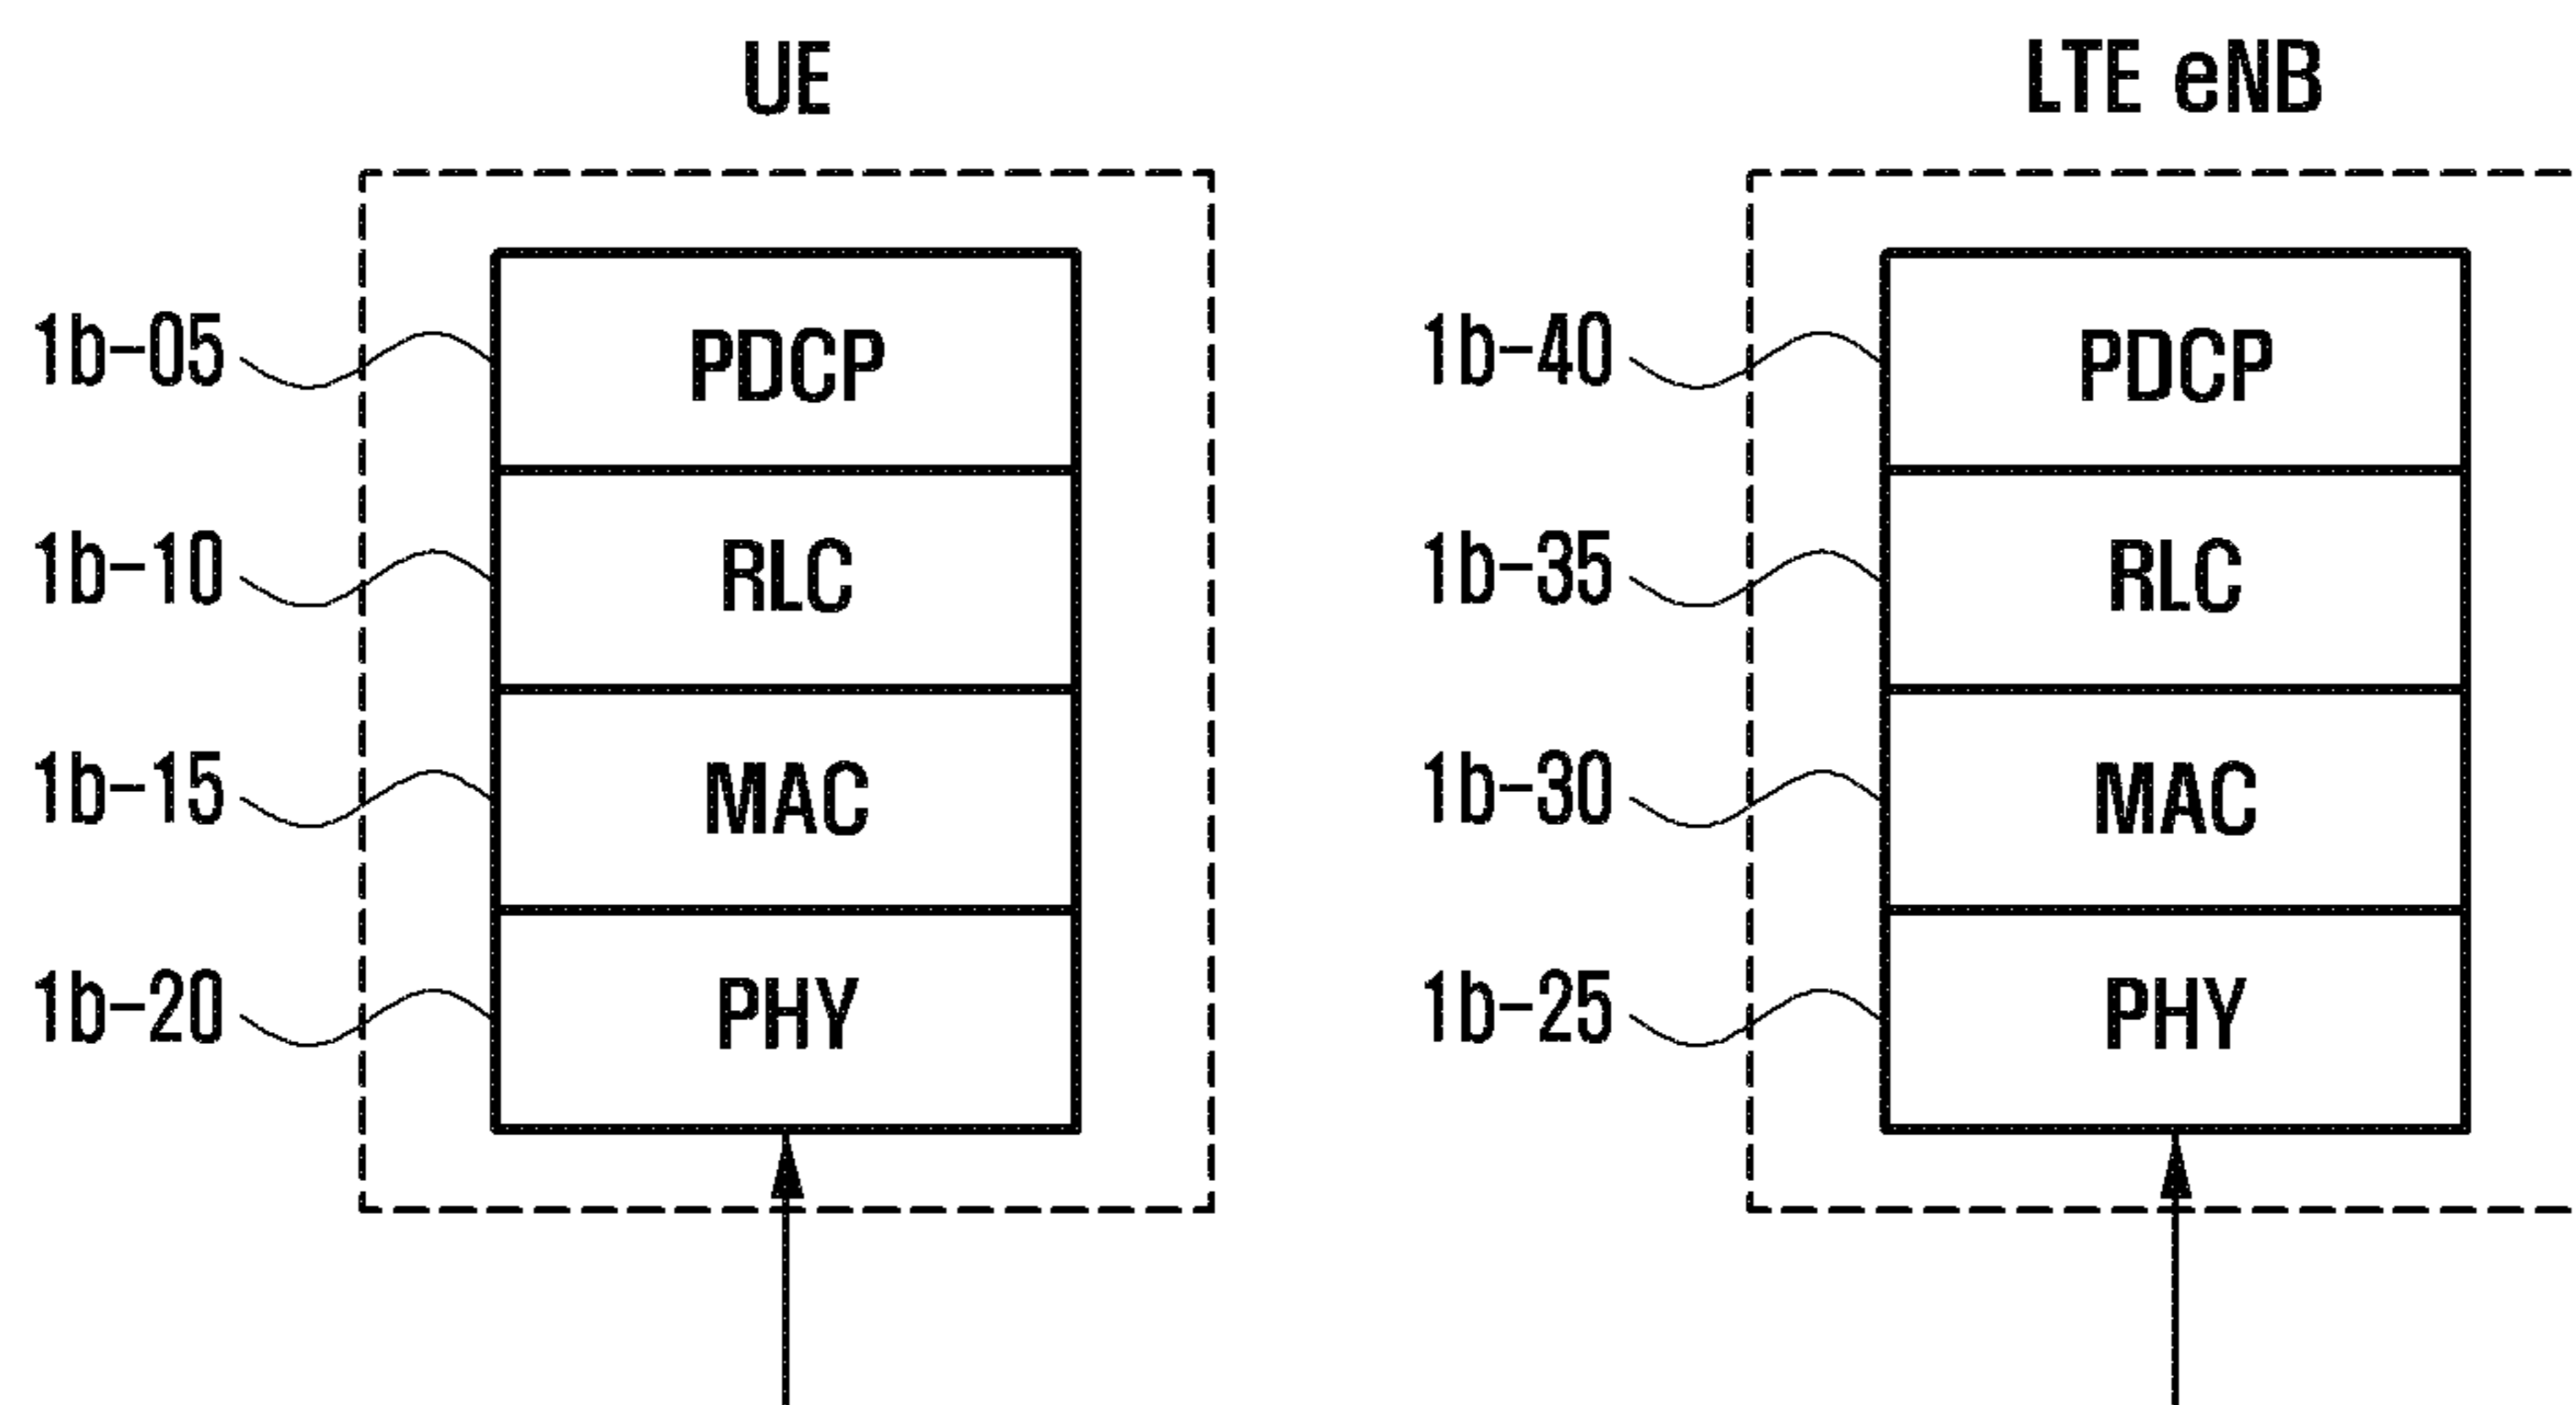 UE
LTE eNB
1b-05
PDCP
1b-40
PDCP
1b-10
RLC
1b-35
RLC
1b-15
MAC
1b-30
MAC
1b-20
PHY
1b-25
PHY